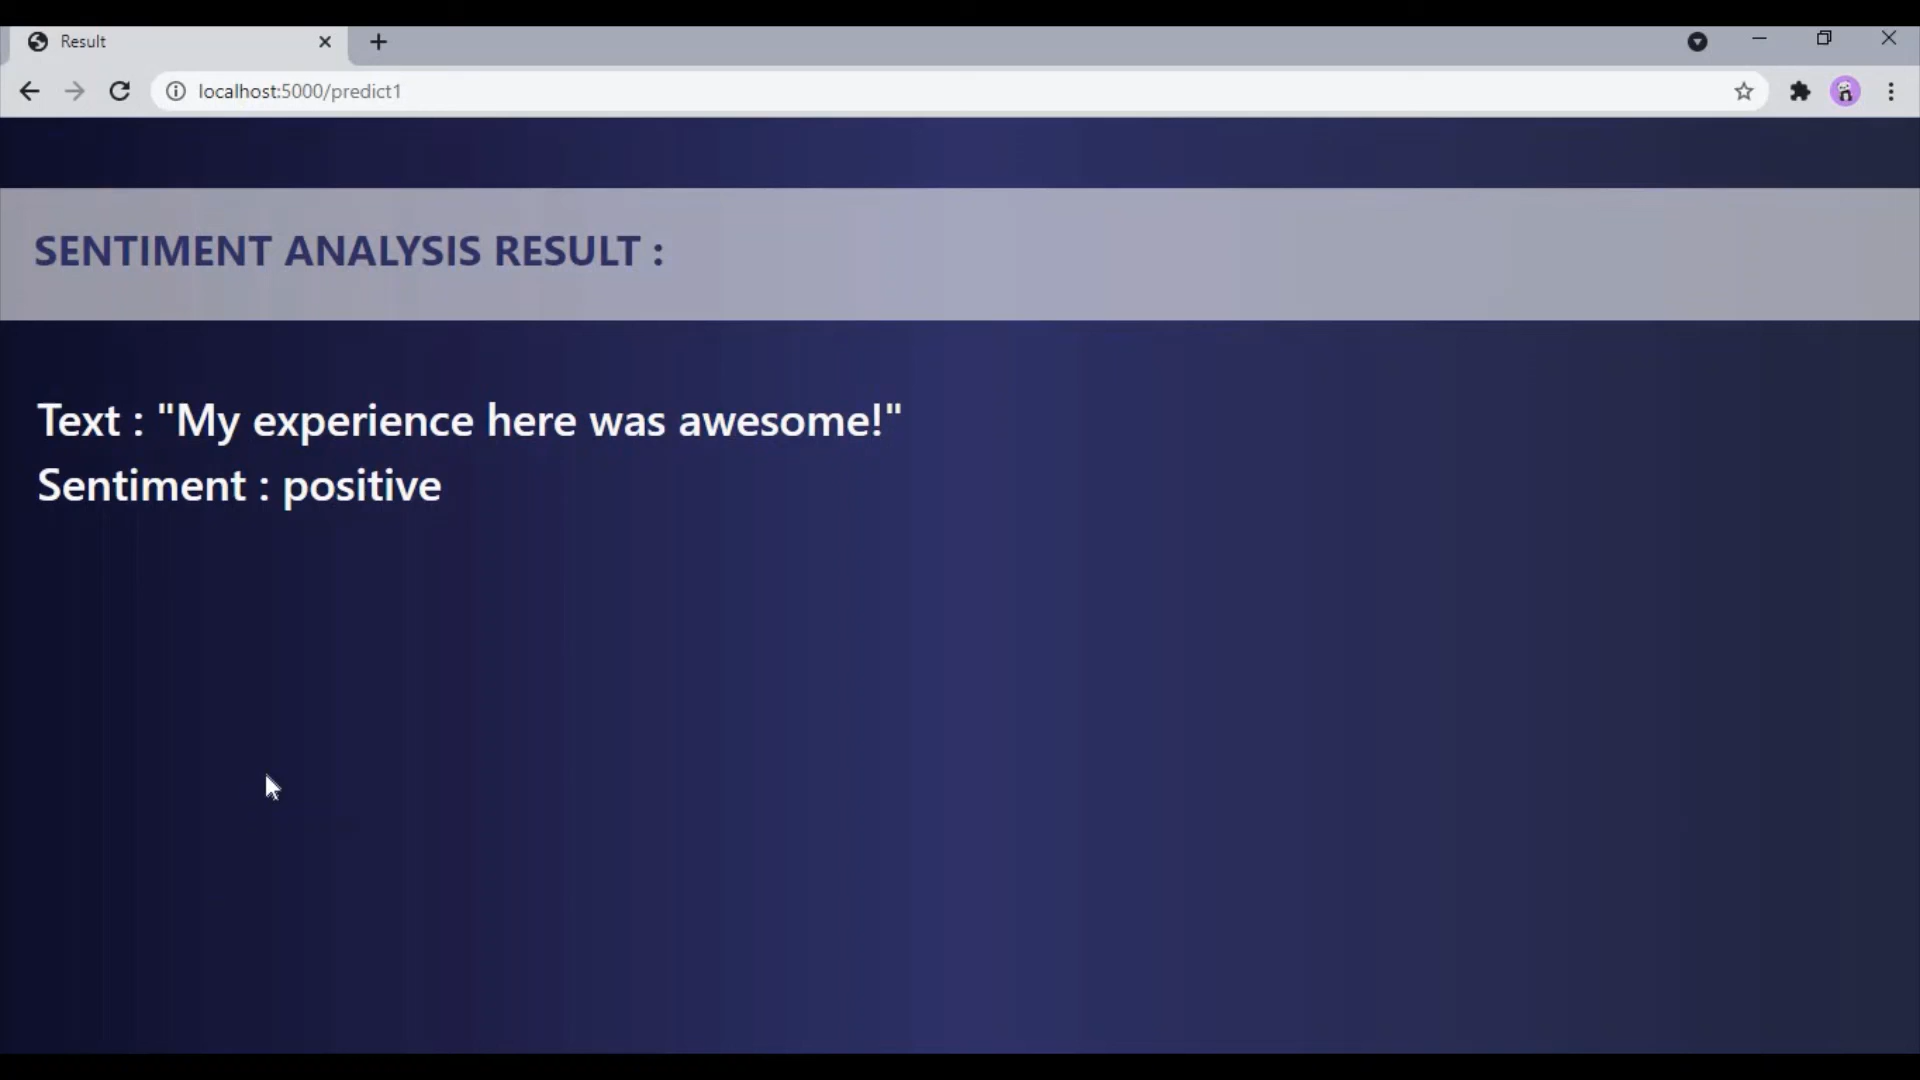 Result
localhost:5000/predict1
SENTIMENT ANALYSIS RESULT :
Text : "My experience here was awesome!"
Sentiment : positive